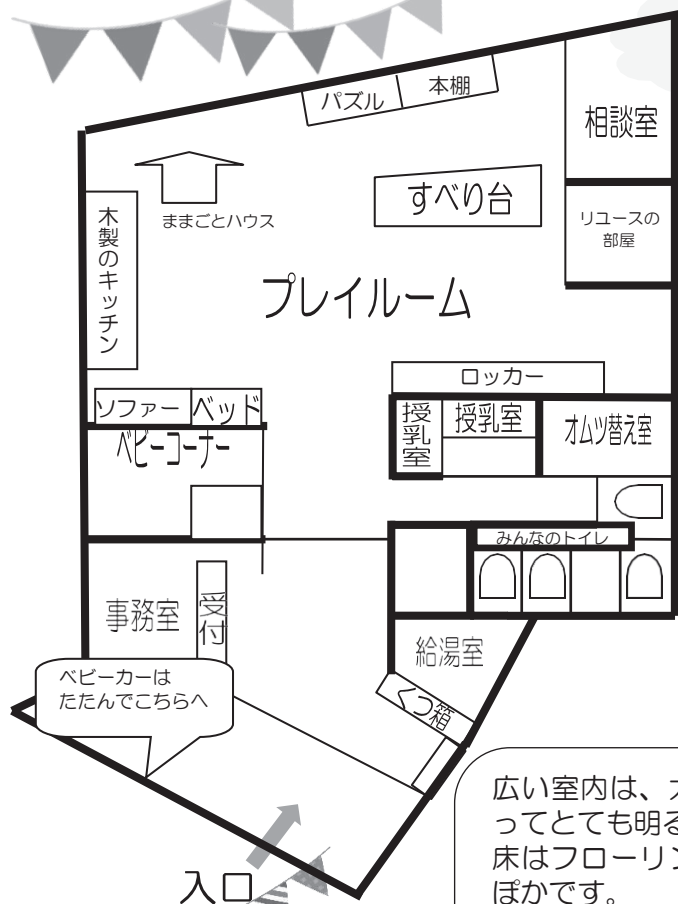 パズル
本棚
相談室
すべり台
ままごとハウス
リユースの
部屋
木製のキッチン
プレイルーム
ロッカー
ソファー
ベッド
授乳室
授乳室
オムツ替え室
ベビーコーナー
みんなのトイレ
事務室
受付
給湯室
ベビーカーは
たたんでこちらへ
くつ箱
広い室内は、
ってとても明る
床はフローリン
ぽかです。
入口